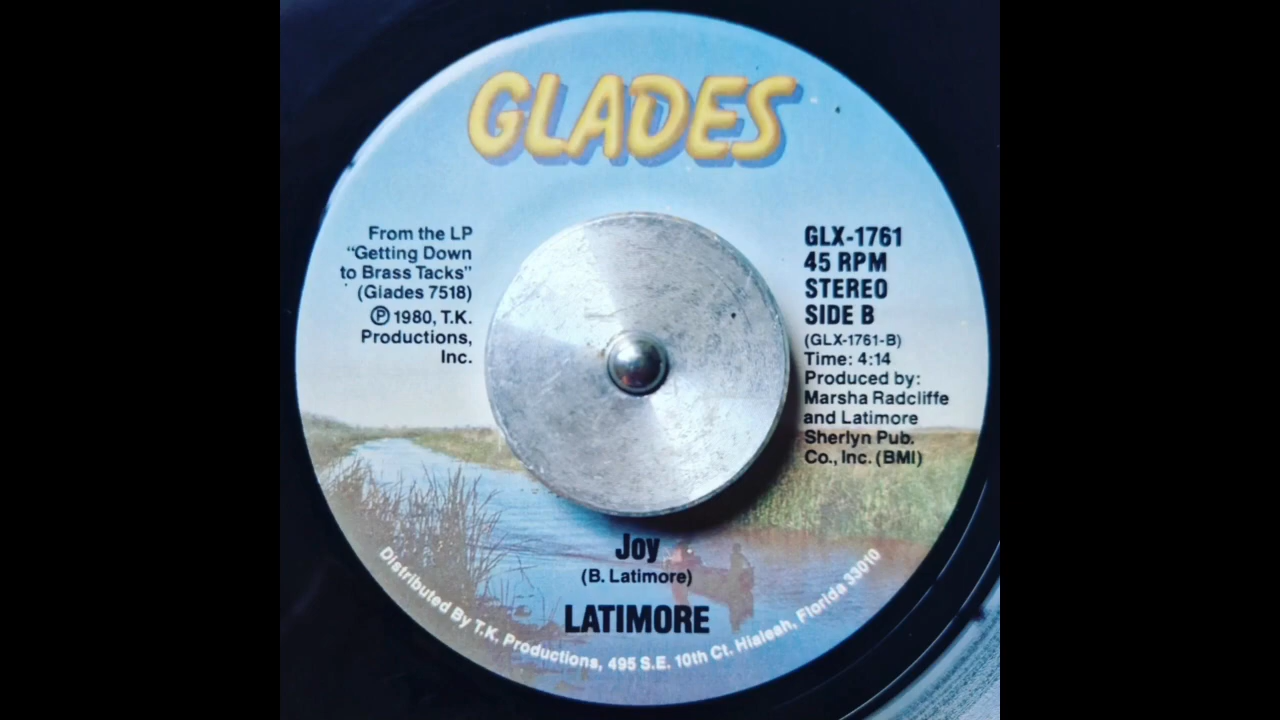 GLADES
From the LP
"Getting Down
to Brass Tacks"
(Glades 7518)
℗ 1980, T.K.
Productions,
Inc.
GLX-1761
45 RPM
STEREO
SIDE B
(GLX-1761-B)
Time: 4:14
Produced by:
Marsha Radcliffe
and Latimore
Sherlyn Pub.
Co., Inc. (BMI)
Joy
(B. Latimore)
LATIMORE
Distributed By T.K. Productions, 495 S.E. 10th Ct. Hialeah, Florida 33010